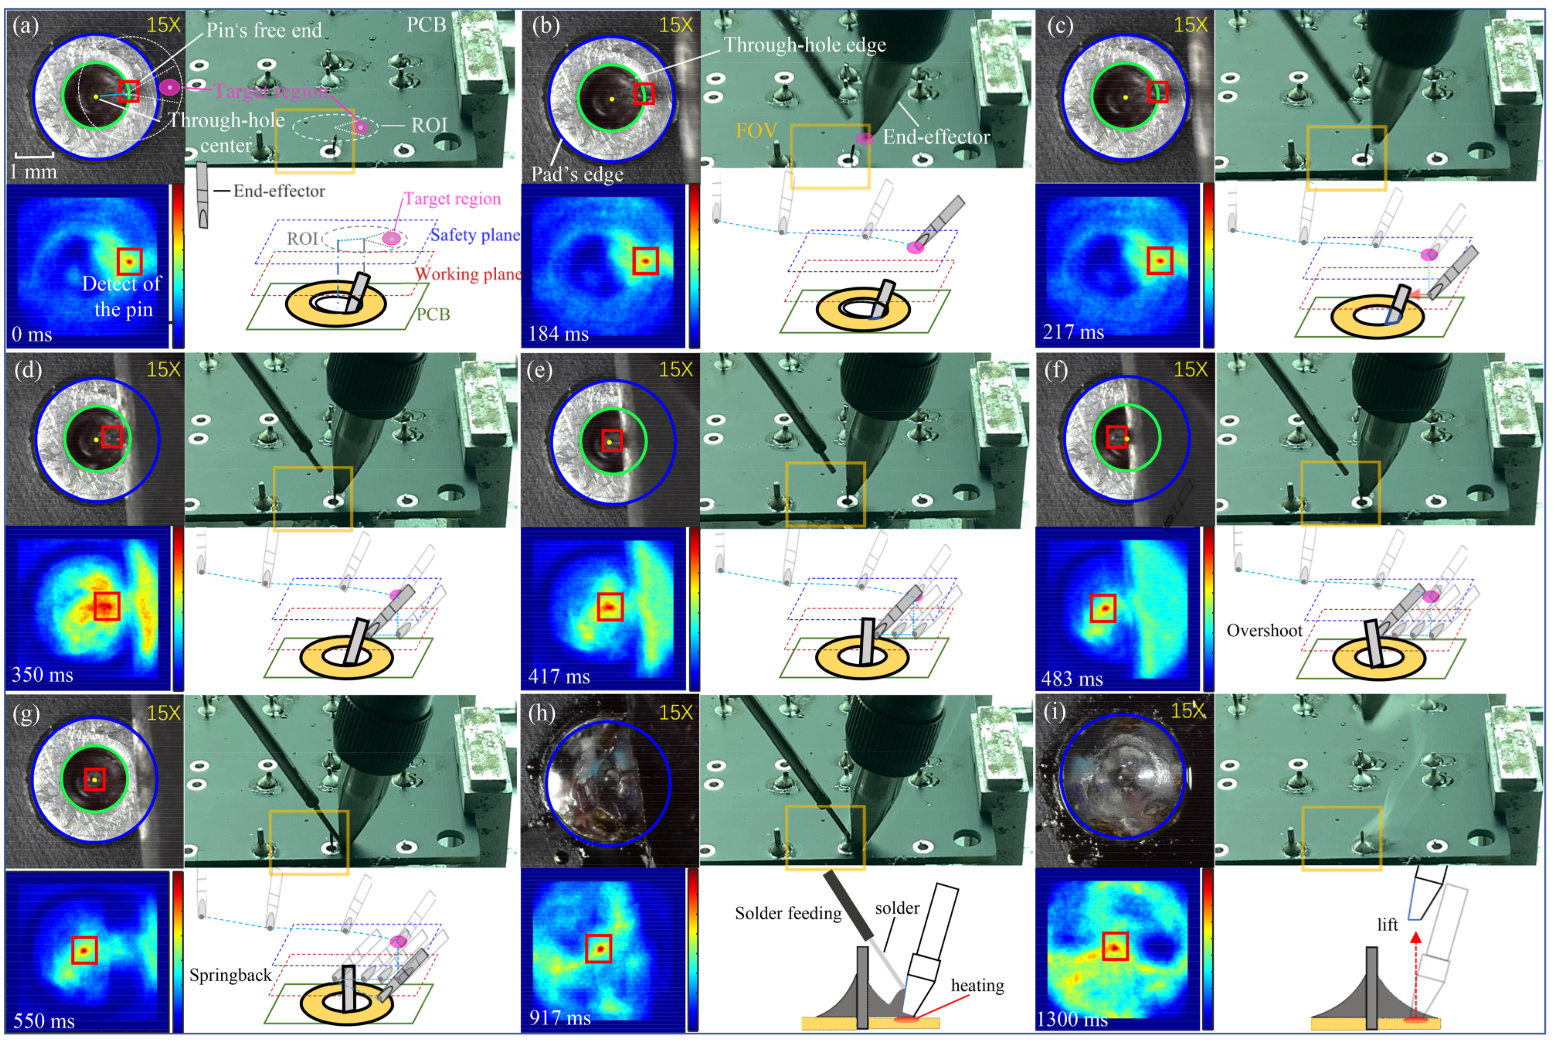 (a)
15X
Pin's free end
PCB
Target region
Through-hole
center
ROI
1 mm
End-effector
Target region
ROI
Safety plane
Working plane
PCB
Detect of
the pin
0 ms
(b)
15X
Through-hole edge
FOV
End-effector
Pad's edge
184 ms
(c)
15X
217 ms
(d)
15X
350 ms
(e)
15X
417 ms
(f)
15X
Overshoot
483 ms
(g)
15X
Springback
550 ms
(h)
15X
Solder feeding
solder
heating
917 ms
(i)
15X
lift
1300 ms